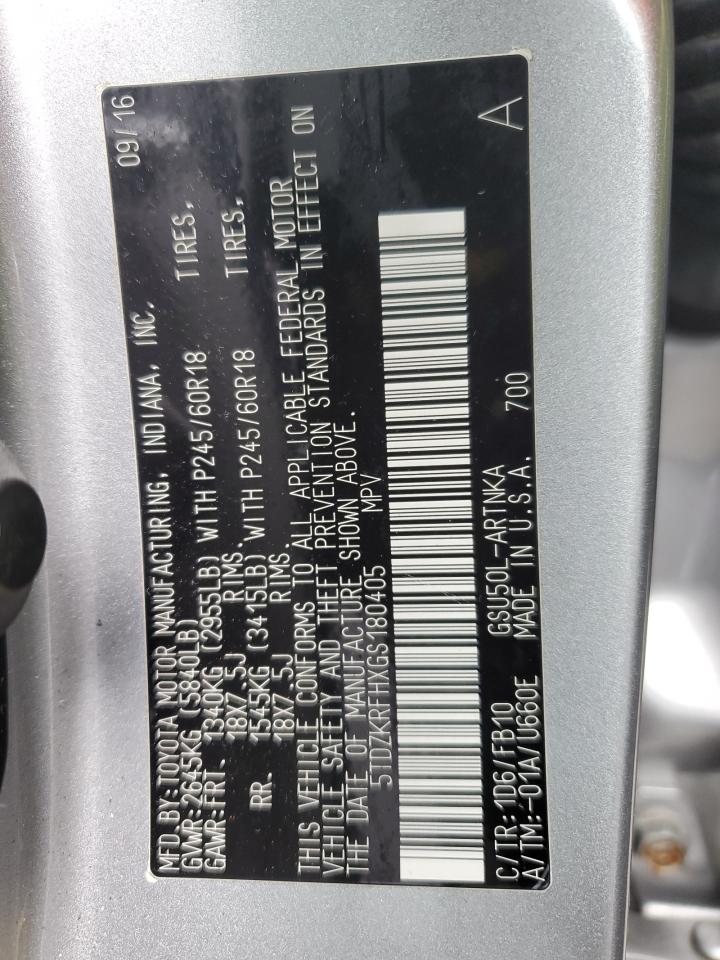 MFD.BY:TOYOTA MOTOR MANUFACTURING, INDIANA, INC. 09/16
GVWR:2645KG (5840LB)
GAWR:FRT. 1340KG (2955LB) WITH P245/60R18 TIRES,
18X7.5J RIMS.
RR. 1545KG (3415LB) WITH P245/60R18 TIRES,
18X7.5J RIMS.
THIS VEHICLE CONFORMS TO ALL APPLICABLE FEDERAL MOTOR
VEHICLE SAFETY AND THEFT PREVENTION STANDARDS IN EFFECT ON
THE DATE OF MANUFACTURE SHOWN ABOVE.
5TDZKRFHXGS180405 MPV
C/TR:1D6/FB10 GSU50L-ARTNKA A
A/TM:-01A/U660E MADE IN U.S.A. 700